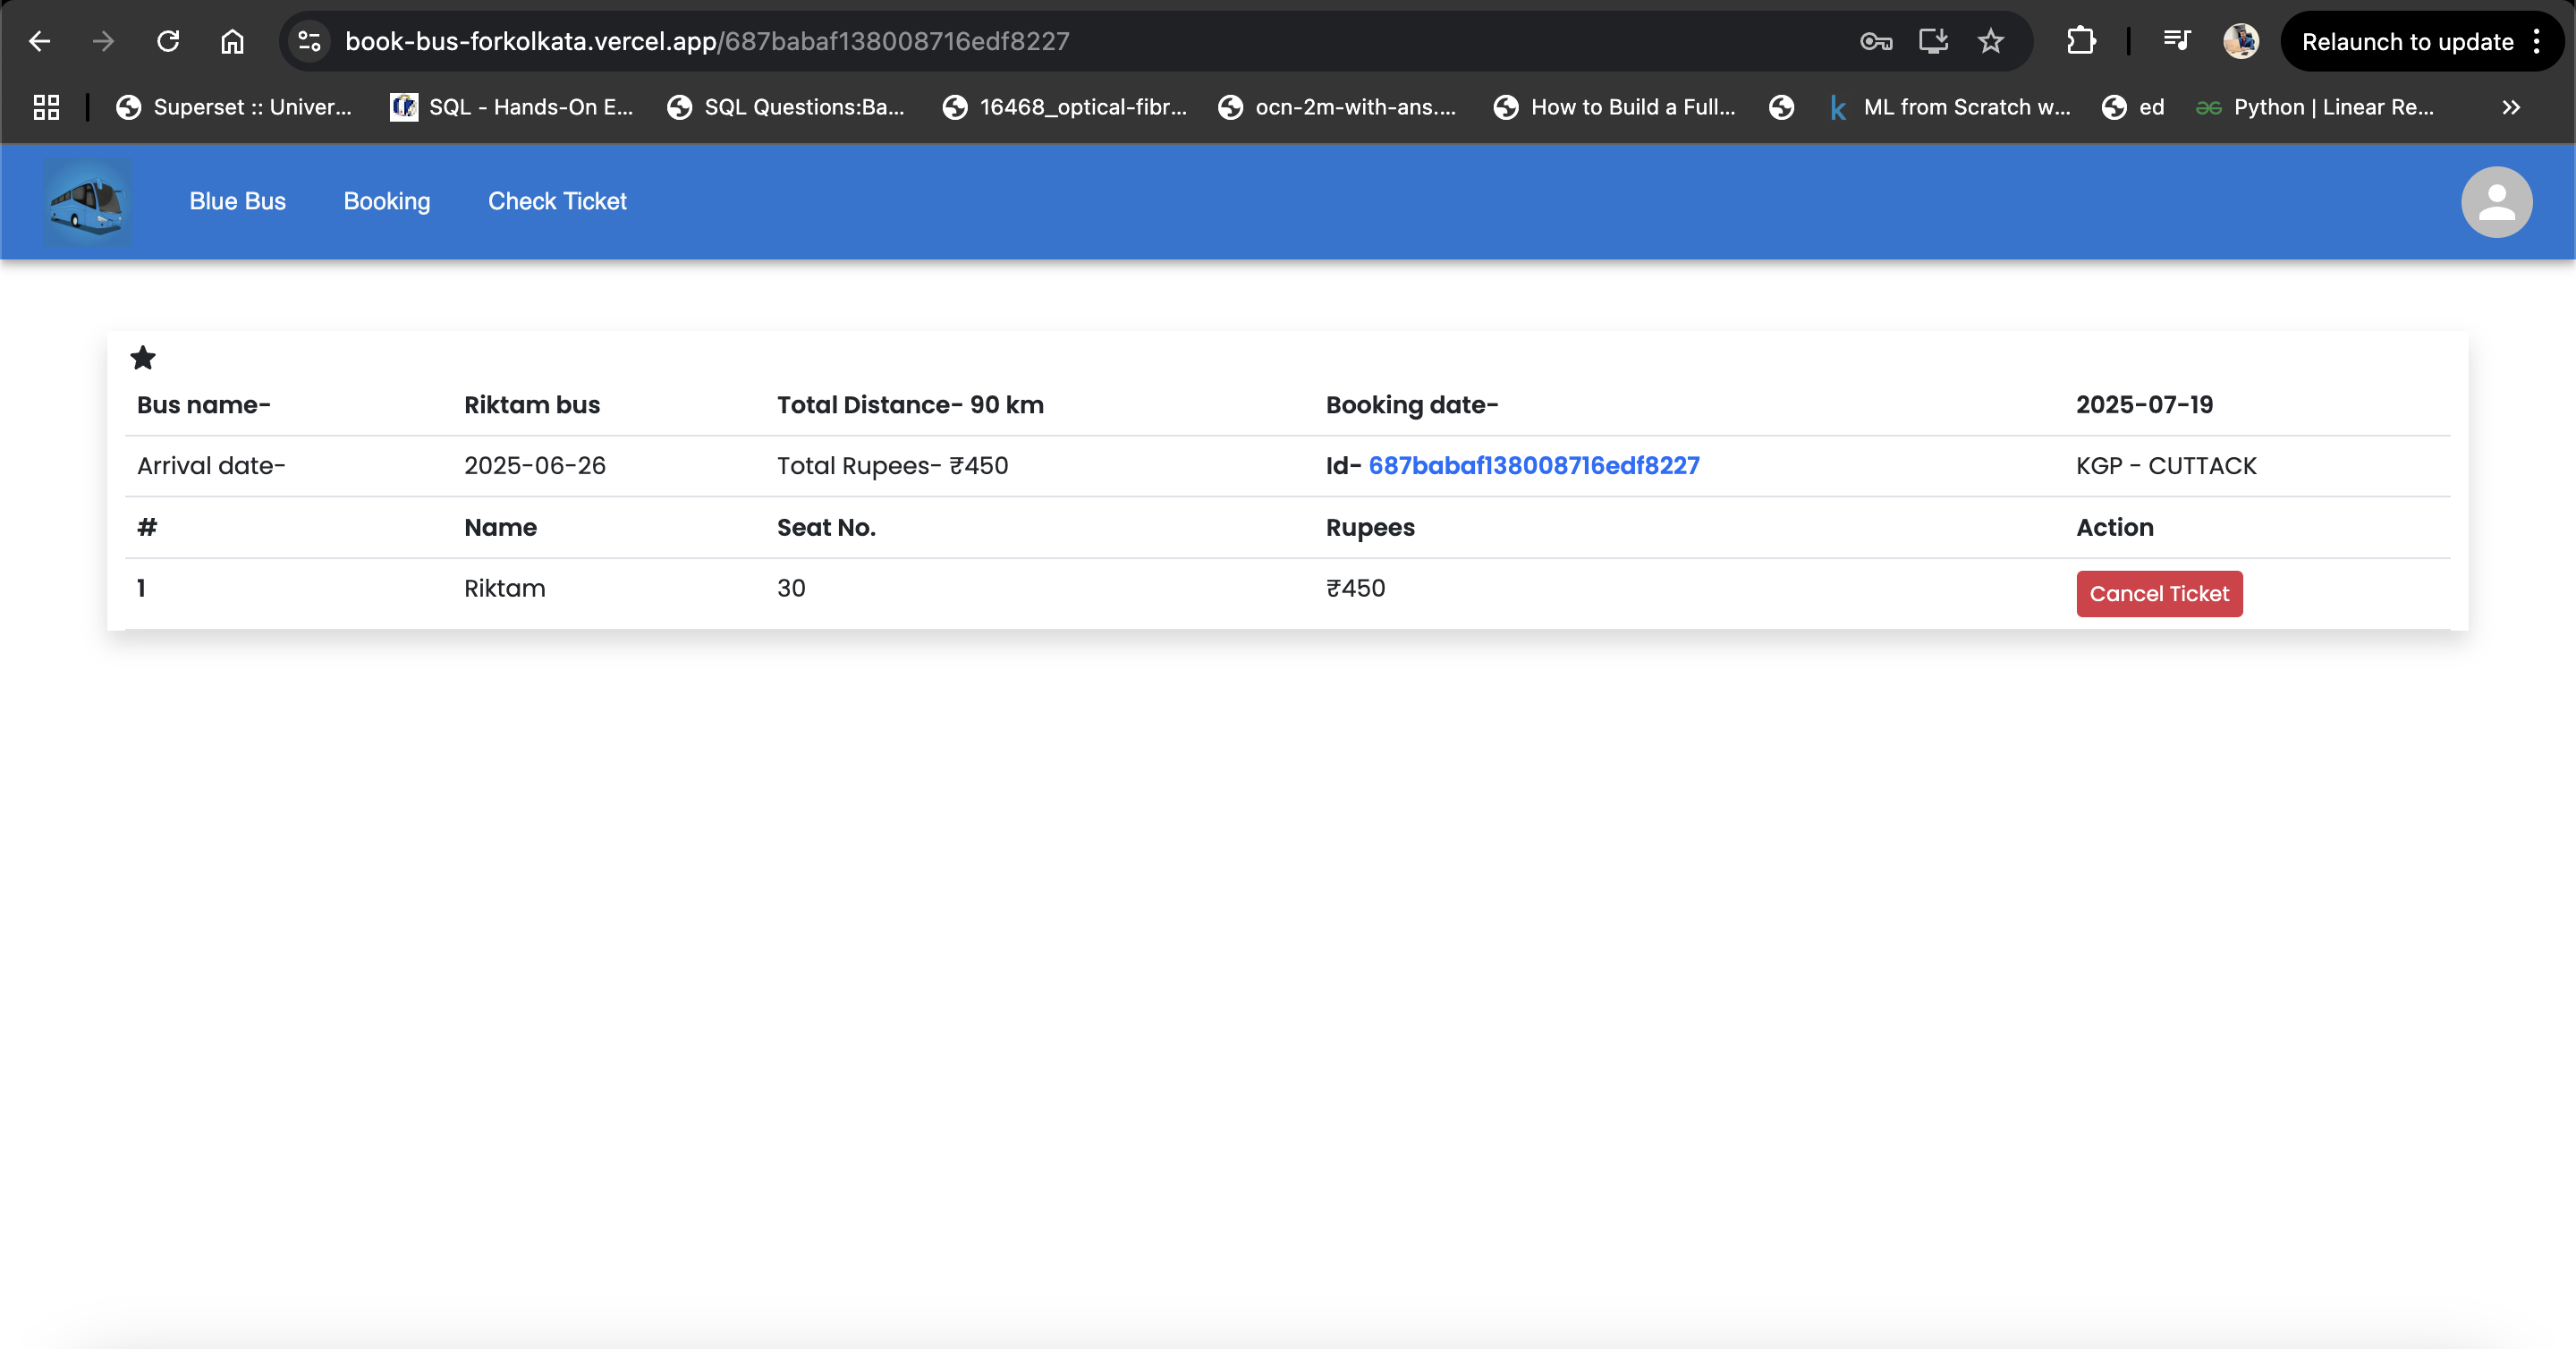 book-bus-forkolkata.vercel.app/687babaf138008716edf8227 Relaunch to update
Superset :: Univer... SQL - Hands-On E... SQL Questions:Ba... 16468_optical-fibr... ocn-2m-with-ans.... How to Build a Full... ML from Scratch w... ed Python | Linear Re...
Blue Bus Booking Check Ticket
Bus name- Riktam bus Total Distance- 90 km Booking date- 2025-07-19
Arrival date- 2025-06-26 Total Rupees- ₹450 Id- 687babaf138008716edf8227 KGP - CUTTACK
# Name Seat No. Rupees Action
1 Riktam 30 ₹450 Cancel Ticket